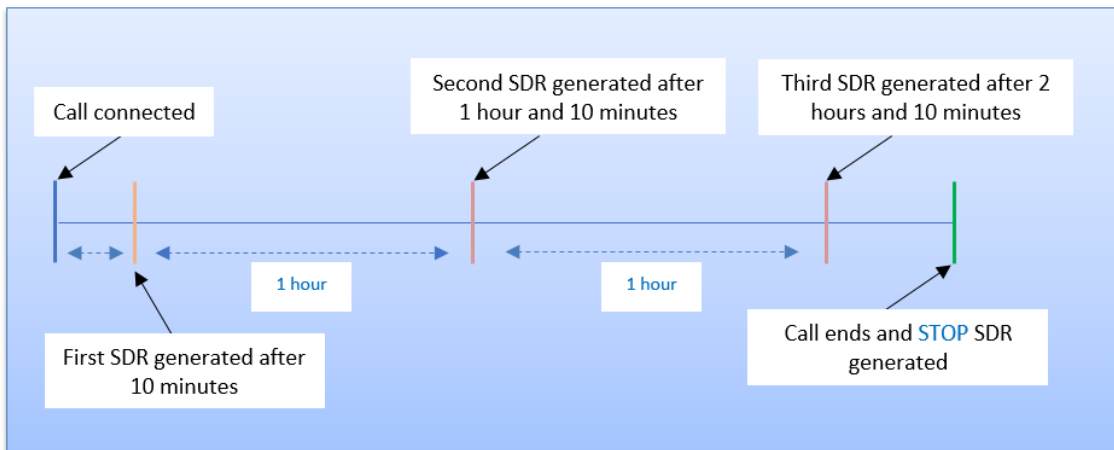 Call connected
Second SDR generated after
1 hour and 10 minutes
Third SDR generated after 2
hours and 10 minutes
1 hour
1 hour
First SDR generated after
10 minutes
Call ends and STOP SDR
generated